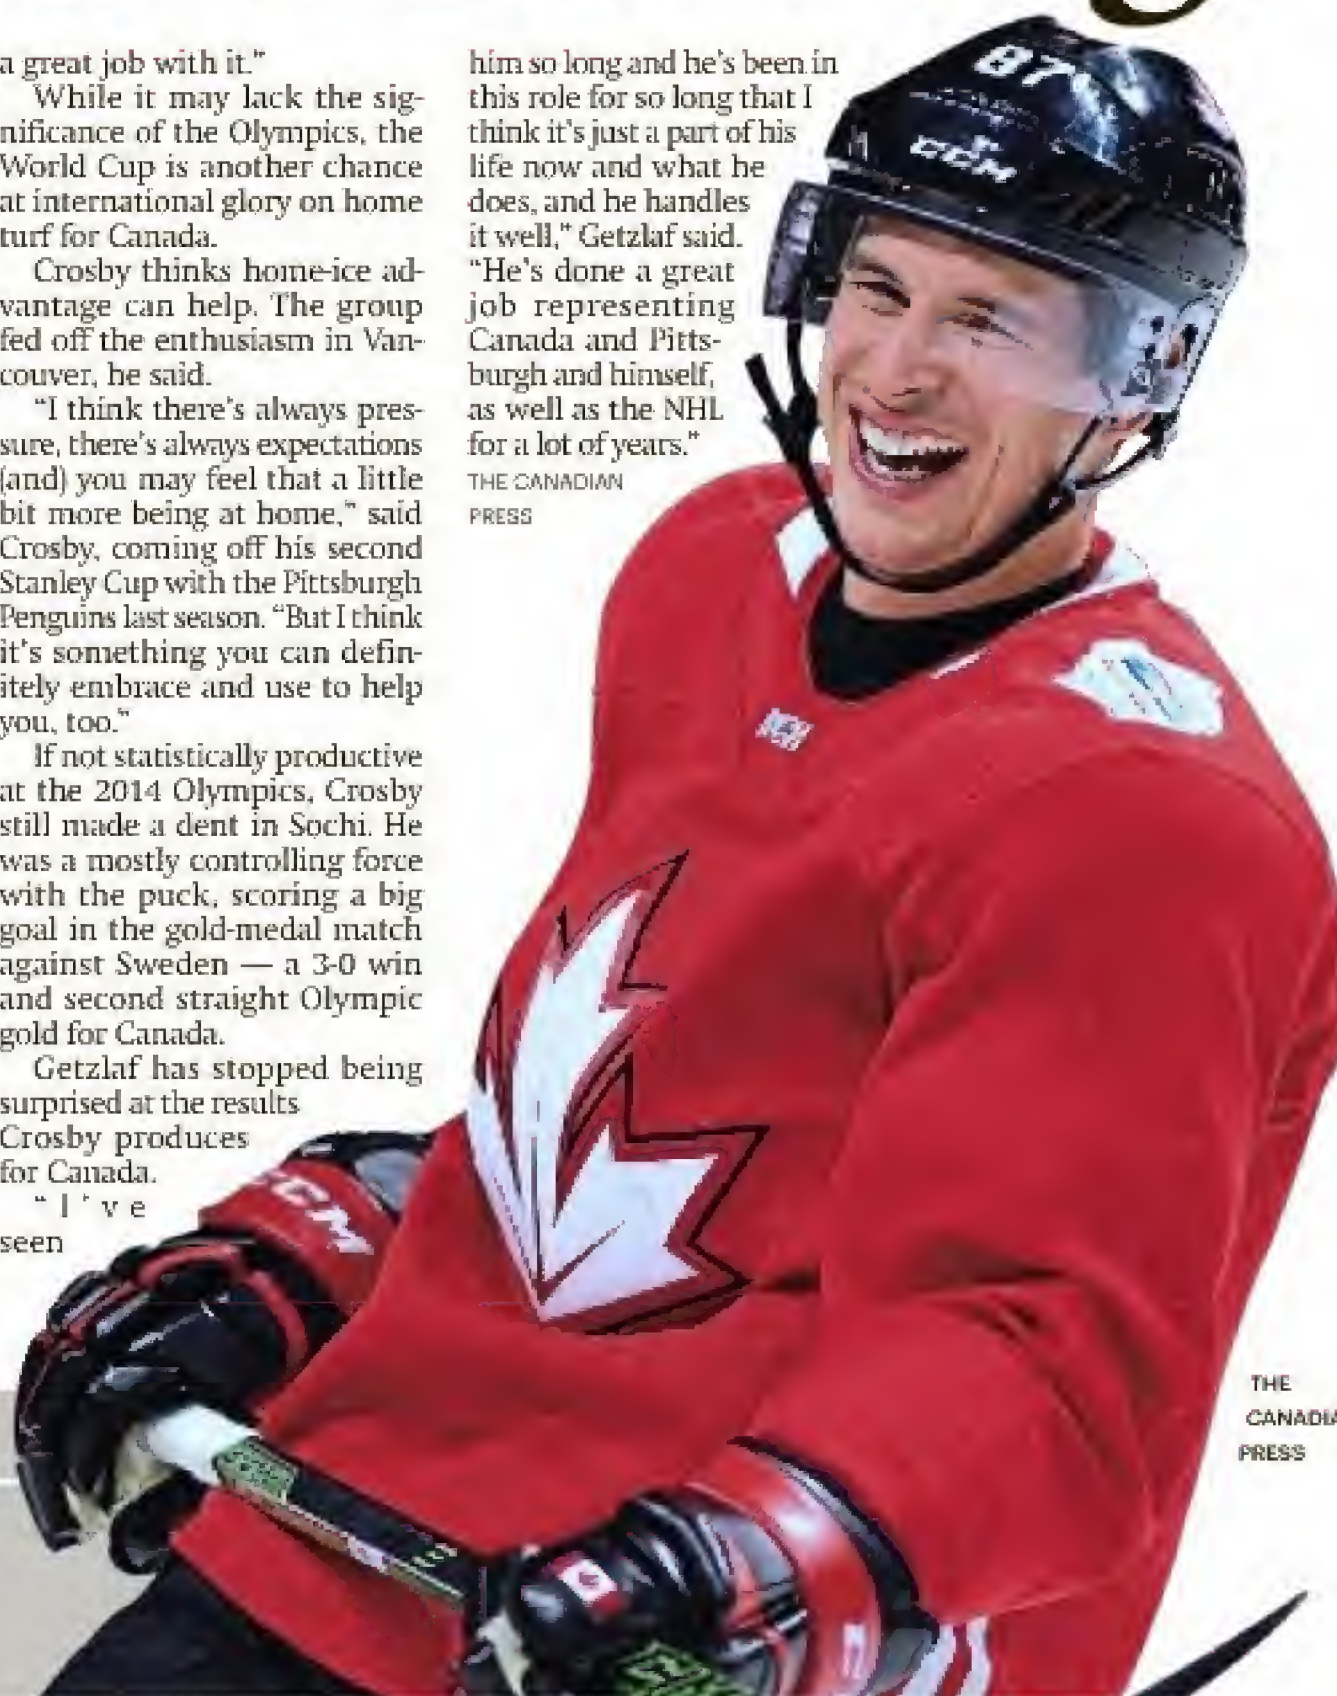 a great job with it."
While it may lack the sig-
nificance of the Olympics, the
World Cup is another chance
at international glory on home
turf for Canada.
Crosby thinks home-ice ad-
vantage can help. The group
fed off the enthusiasm in Van-
couver, he said.
"I think there's always pres-
sure, there's always expectations
(and) you may feel that a little
bit more being at home," said
Crosby, coming off his second
Stanley Cup with the Pittsburgh
Penguins last season. "But I think
it's something you can defin-
itely embrace and use to help
you, too."
If not statistically productive
at the 2014 Olympics, Crosby
still made a dent in Sochi. He
was a mostly controlling force
with the puck, scoring a big
goal in the gold-medal match
against Sweden — a 3-0 win
and second straight Olympic
gold for Canada.
Getzlaf has stopped being
surprised at the results
Crosby produces
for Canada.
"I've
seen
him so long and he's been in
this role for so long that I
think it's just a part of his
life now and what he
does, and he handles
it well," Getzlaf said.
"He's done a great
job representing
Canada and Pitts-
burgh and himself,
as well as the NHL
for a lot of years."
THE CANADIAN
PRESS
87
CCM
CCM
THE
CANADIA
PRESS